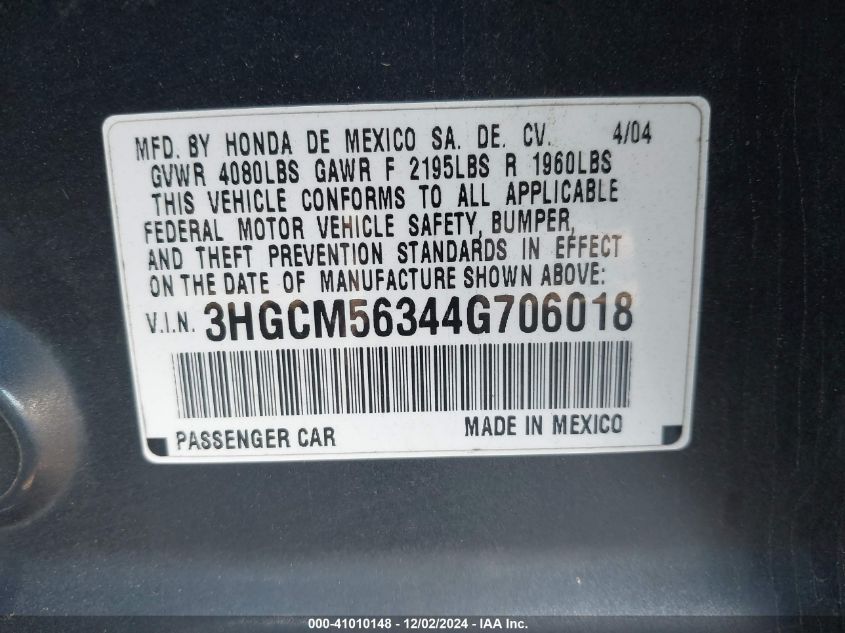 MFD. BY HONDA DE MEXICO SA. DE. CV. 4/04
GVWR 4080LBS GAWR F 2195LBS R 1960LBS
THIS VEHICLE CONFORMS TO ALL APPLICABLE
FEDERAL MOTOR VEHICLE SAFETY, BUMPER,
AND THEFT PREVENTION STANDARDS IN EFFECT
ON THE DATE OF MANUFACTURE SHOWN ABOVE:
V.I.N. 3HGCM56344G706018
PASSENGER CAR MADE IN MEXICO
000-41010148 - 12/02/2024 - IAA Inc.